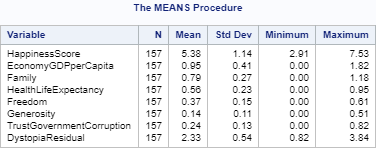 The MEANS Procedure
Variable N Mean Std Dev Minimum Maximum
HappinessScore 157 5.38 1.14 2.91 7.53
EconomyGDPperCapita 157 0.95 0.41 0.00 1.82
Family 157 0.79 0.27 0.00 1.18
HealthLifeExpectancy 157 0.56 0.23 0.00 0.95
Freedom 157 0.37 0.15 0.00 0.61
Generosity 157 0.14 0.11 0.00 0.51
TrustGovernmentCorruption 157 0.24 0.13 0.00 0.82
DystopiaResidual 157 2.33 0.54 0.82 3.84